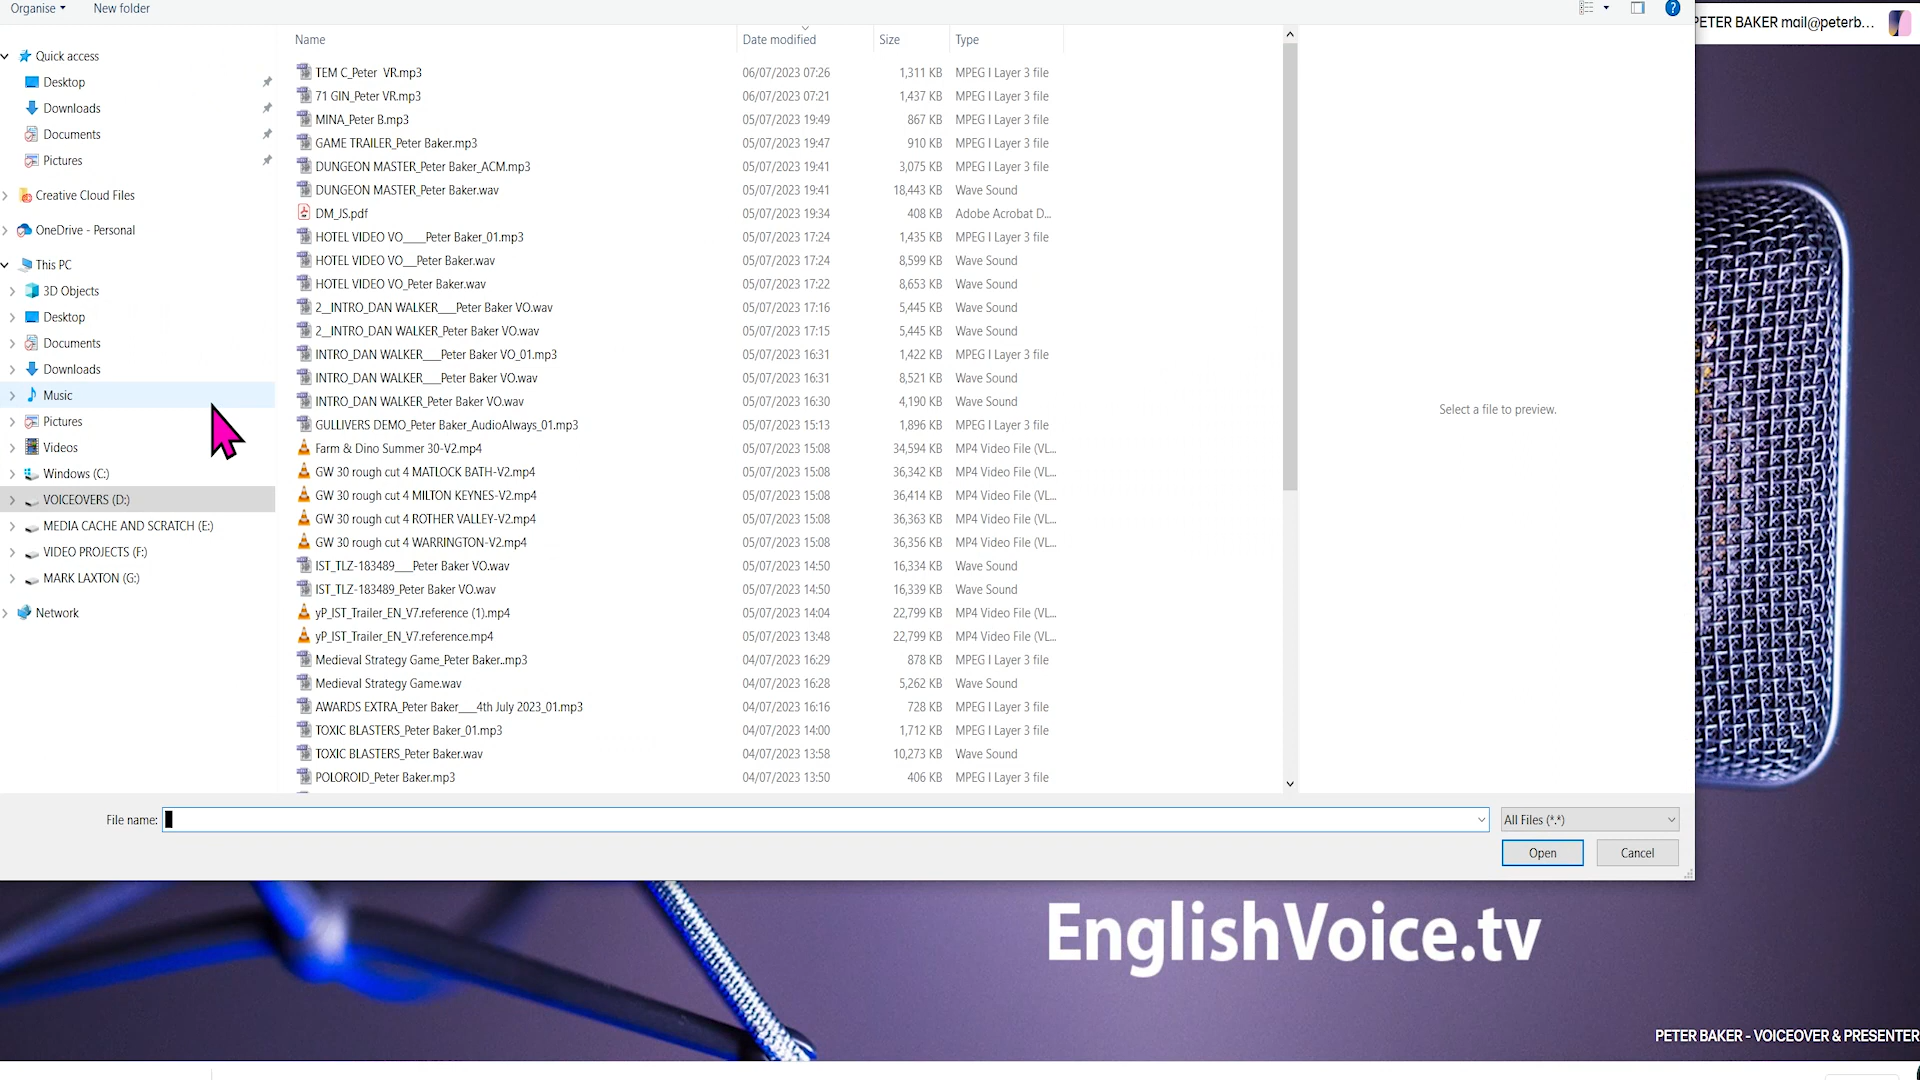 Organise
New folder
PETER BAKER mail@peterb...
Name
Date modified
Size
Type
Quick access
Desktop
Downloads
Documents
Pictures
Creative Cloud Files
OneDrive - Personal
This PC
3D Objects
Desktop
Documents
Downloads
Music
Pictures
Videos
Windows (C:)
VOICEOVERS (D:)
MEDIA CACHE AND SCRATCH (E:)
VIDEO PROJECTS (F:)
MARK LAXTON (G:)
Network
TEM C_Peter  VR.mp3 06/07/2023 07:26 1,311 KB MPEG I Layer 3 file
71 GIN_Peter VR.mp3 06/07/2023 07:21 1,437 KB MPEG I Layer 3 file
MINA_Peter B.mp3 05/07/2023 19:49 867 KB MPEG I Layer 3 file
GAME TRAILER_Peter Baker.mp3 05/07/2023 19:47 910 KB MPEG I Layer 3 file
DUNGEON MASTER_Peter Baker_ACM.mp3 05/07/2023 19:41 3,075 KB MPEG I Layer 3 file
DUNGEON MASTER_Peter Baker.wav 05/07/2023 19:41 18,443 KB Wave Sound
DM_JS.pdf 05/07/2023 19:34 408 KB Adobe Acrobat D...
HOTEL VIDEO VO____Peter Baker_01.mp3 05/07/2023 17:24 1,435 KB MPEG I Layer 3 file
HOTEL VIDEO VO__Peter Baker.wav 05/07/2023 17:24 8,599 KB Wave Sound
HOTEL VIDEO VO_Peter Baker.wav 05/07/2023 17:22 8,653 KB Wave Sound
2__INTRO_DAN WALKER___Peter Baker VO.wav 05/07/2023 17:16 5,445 KB Wave Sound
2__INTRO_DAN WALKER_Peter Baker VO.wav 05/07/2023 17:15 5,445 KB Wave Sound
INTRO_DAN WALKER___Peter Baker VO_01.mp3 05/07/2023 16:31 1,422 KB MPEG I Layer 3 file
INTRO_DAN WALKER___Peter Baker VO.wav 05/07/2023 16:31 8,521 KB Wave Sound
INTRO_DAN WALKER_Peter Baker VO.wav 05/07/2023 16:30 4,190 KB Wave Sound
GULLIVERS DEMO_Peter Baker_AudioAlways_01.mp3 05/07/2023 15:13 1,896 KB MPEG I Layer 3 file
Farm & Dino Summer 30-V2.mp4 05/07/2023 15:08 34,594 KB MP4 Video File (VL...
GW 30 rough cut 4 MATLOCK BATH-V2.mp4 05/07/2023 15:08 36,342 KB MP4 Video File (VL...
GW 30 rough cut 4 MILTON KEYNES-V2.mp4 05/07/2023 15:08 36,414 KB MP4 Video File (VL...
GW 30 rough cut 4 ROTHER VALLEY-V2.mp4 05/07/2023 15:08 36,363 KB MP4 Video File (VL...
GW 30 rough cut 4 WARRINGTON-V2.mp4 05/07/2023 15:08 36,356 KB MP4 Video File (VL...
IST_TLZ-183489___Peter Baker VO.wav 05/07/2023 14:50 16,334 KB Wave Sound
IST_TLZ-183489_Peter Baker VO.wav 05/07/2023 14:50 16,339 KB Wave Sound
yP_IST_Trailer_EN_V7.reference (1).mp4 05/07/2023 14:04 22,799 KB MP4 Video File (VL...
yP_IST_Trailer_EN_V7.reference.mp4 05/07/2023 13:48 22,799 KB MP4 Video File (VL...
Medieval Strategy Game_Peter Baker..mp3 04/07/2023 16:29 878 KB MPEG I Layer 3 file
Medieval Strategy Game.wav 04/07/2023 16:28 5,262 KB Wave Sound
AWARDS EXTRA_Peter Baker___4th July 2023_01.mp3 04/07/2023 16:16 728 KB MPEG I Layer 3 file
TOXIC BLASTERS_Peter Baker_01.mp3 04/07/2023 14:00 1,712 KB MPEG I Layer 3 file
TOXIC BLASTERS_Peter Baker.wav 04/07/2023 13:58 10,273 KB Wave Sound
POLOROID_Peter Baker.mp3 04/07/2023 13:50 406 KB MPEG I Layer 3 file
Select a file to preview.
File name:
All Files (*.*)
Open
Cancel
EnglishVoice.tv
PETER BAKER - VOICEOVER & PRESENTER